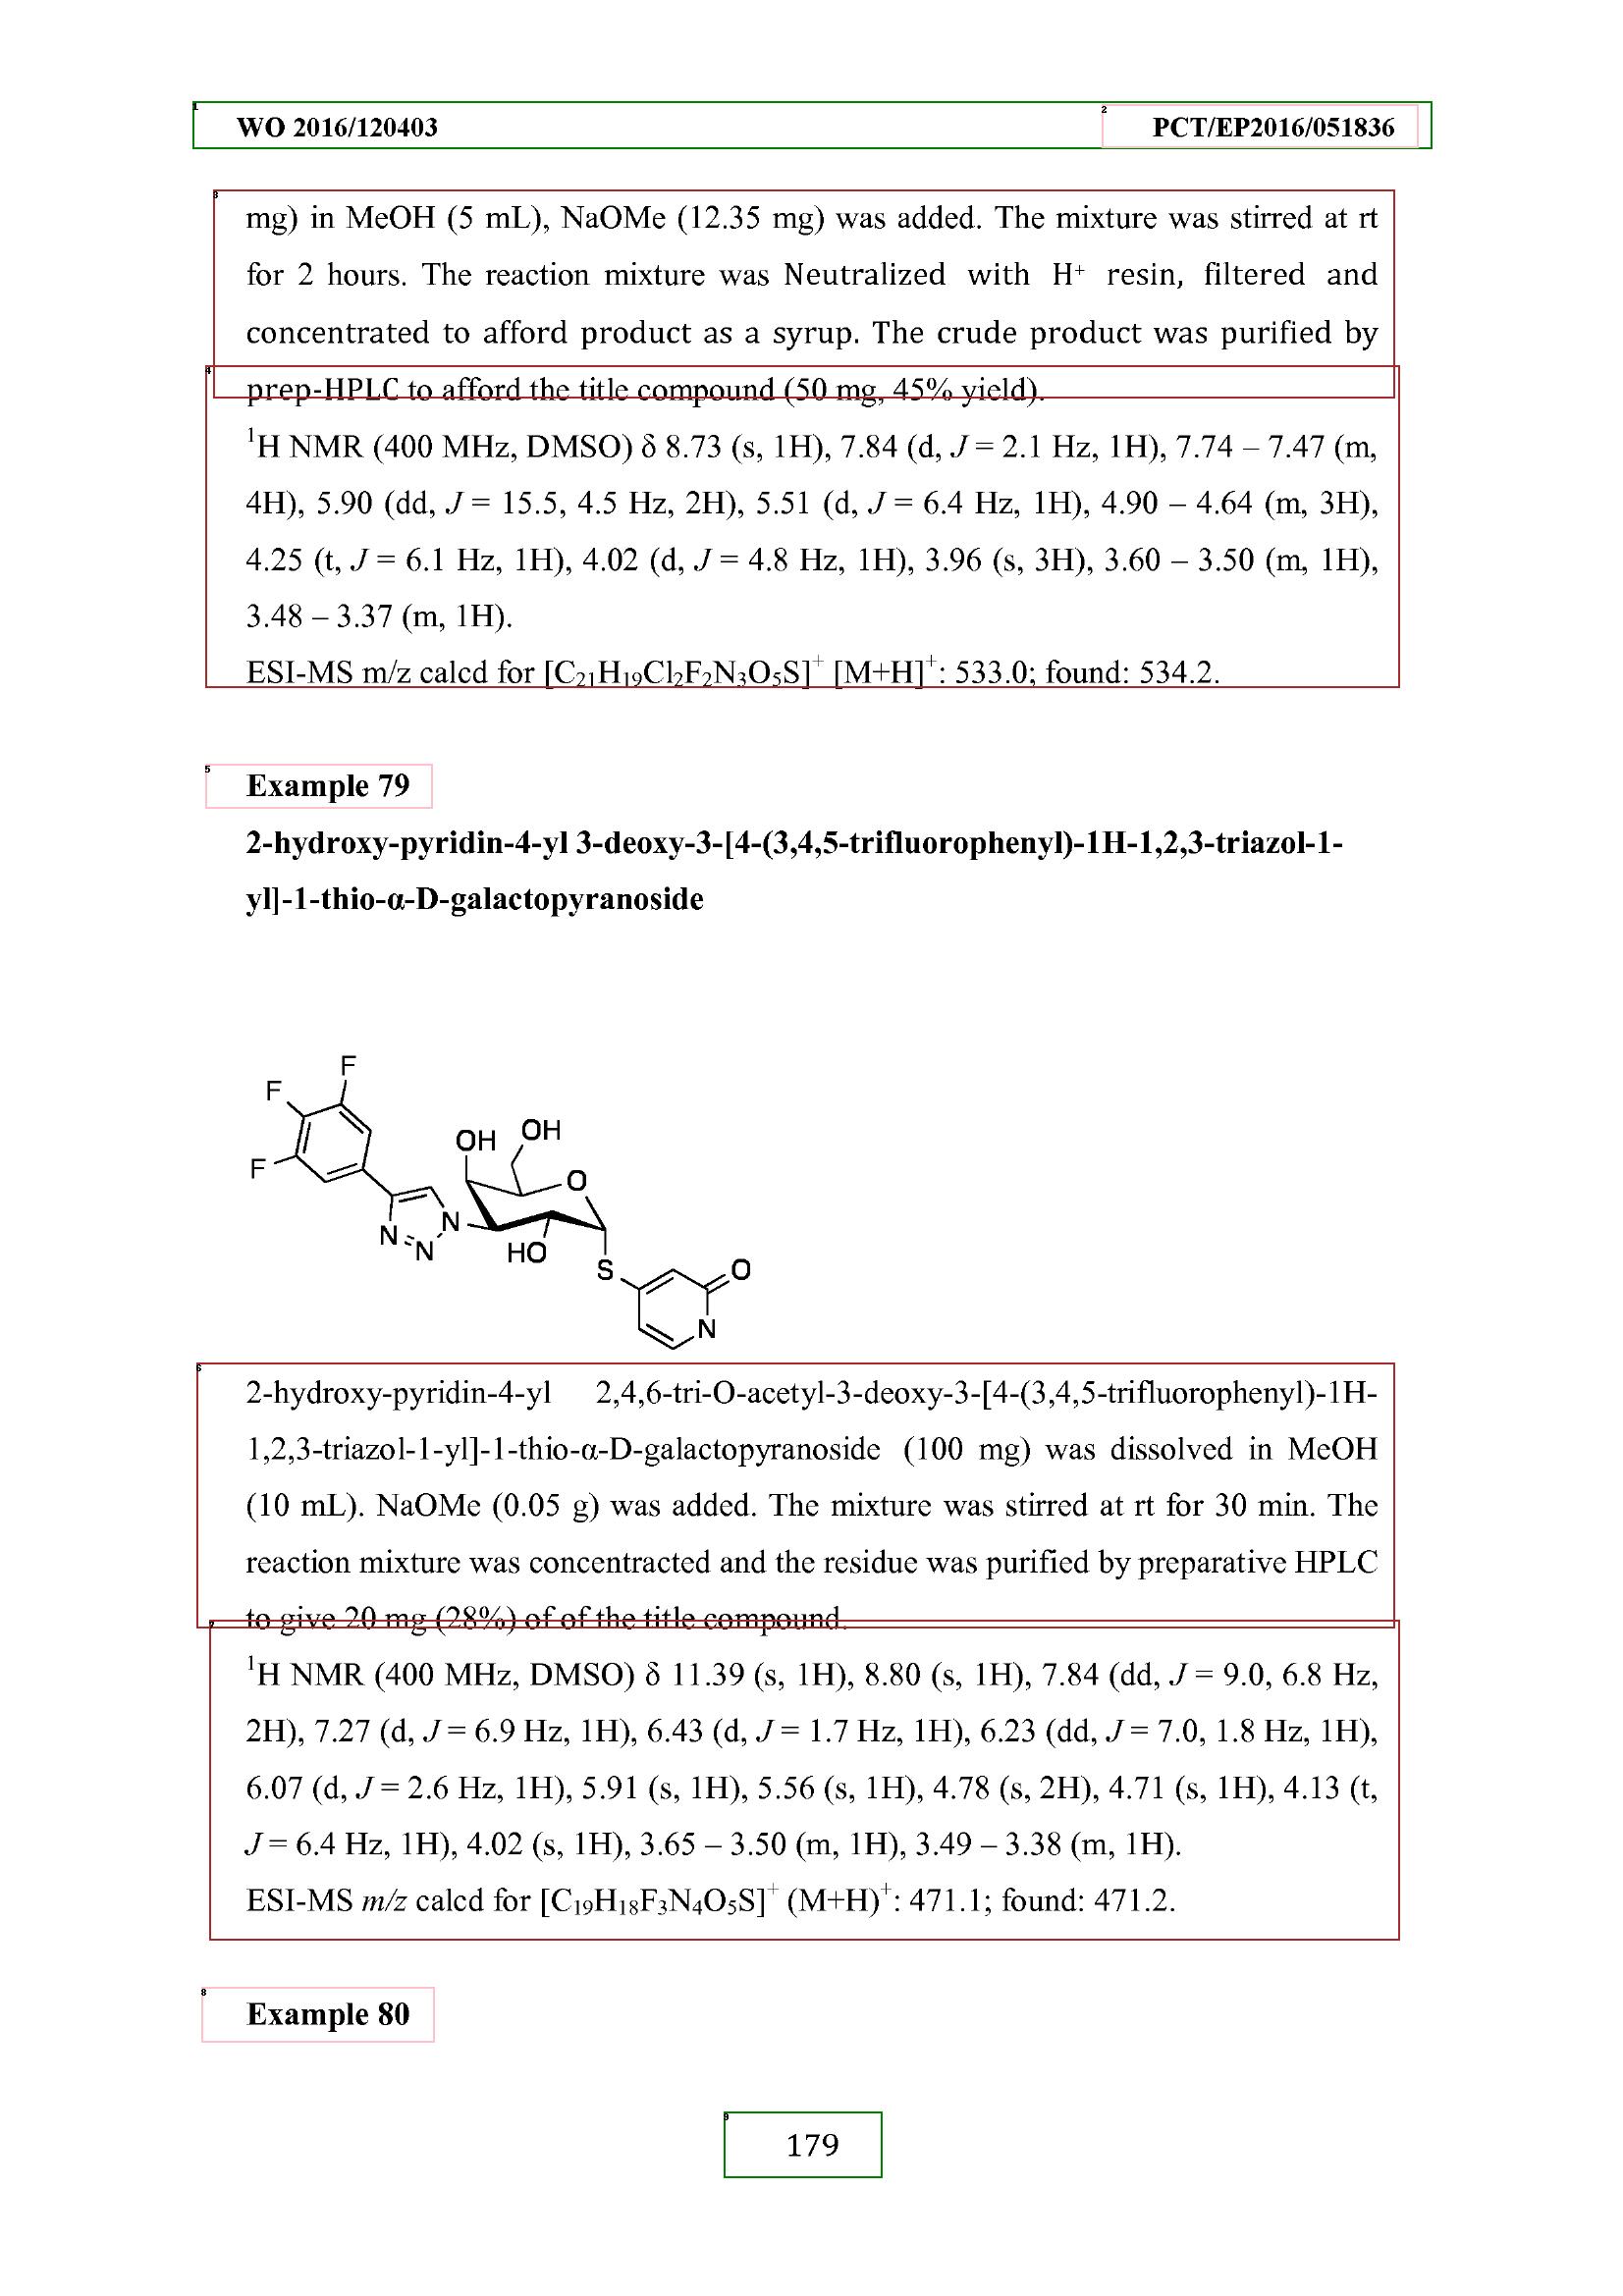 WO 2016/120403 PCT/EP2016/051836
mg) in MeOH (5 mL), NaOMe (12.35 mg) was added. The mixture was stirred at rt
for 2 hours. The reaction mixture was Neutralized with H⁺ resin, filtered and
concentrated to afford product as a syrup. The crude product was purified by
prep-HPLC to afford the title compound (50 mg, 45% yield).
¹H NMR (400 MHz, DMSO) δ 8.73 (s, 1H), 7.84 (d, J = 2.1 Hz, 1H), 7.74 – 7.47 (m,
4H), 5.90 (dd, J = 15.5, 4.5 Hz, 2H), 5.51 (d, J = 6.4 Hz, 1H), 4.90 – 4.64 (m, 3H),
4.25 (t, J = 6.1 Hz, 1H), 4.02 (d, J = 4.8 Hz, 1H), 3.96 (s, 3H), 3.60 – 3.50 (m, 1H),
3.48 – 3.37 (m, 1H).
ESI-MS m/z calcd for [C₂₁H₁₉Cl₂F₂N₃O₅S]⁺ [M+H]⁺: 533.0; found: 534.2.
Example 79
2-hydroxy-pyridin-4-yl 3-deoxy-3-[4-(3,4,5-trifluorophenyl)-1H-1,2,3-triazol-1-
yl]-1-thio-α-D-galactopyranoside
F
F
F
OH
OH
O
N
N
N
HO
S
O
N
2-hydroxy-pyridin-4-yl 2,4,6-tri-O-acetyl-3-deoxy-3-[4-(3,4,5-trifluorophenyl)-1H-
1,2,3-triazol-1-yl]-1-thio-α-D-galactopyranoside (100 mg) was dissolved in MeOH
(10 mL). NaOMe (0.05 g) was added. The mixture was stirred at rt for 30 min. The
reaction mixture was concentracted and the residue was purified by preparative HPLC
to give 20 mg (28%) of of the title compound.
¹H NMR (400 MHz, DMSO) δ 11.39 (s, 1H), 8.80 (s, 1H), 7.84 (dd, J = 9.0, 6.8 Hz,
2H), 7.27 (d, J = 6.9 Hz, 1H), 6.43 (d, J = 1.7 Hz, 1H), 6.23 (dd, J = 7.0, 1.8 Hz, 1H),
6.07 (d, J = 2.6 Hz, 1H), 5.91 (s, 1H), 5.56 (s, 1H), 4.78 (s, 2H), 4.71 (s, 1H), 4.13 (t,
J = 6.4 Hz, 1H), 4.02 (s, 1H), 3.65 – 3.50 (m, 1H), 3.49 – 3.38 (m, 1H).
ESI-MS m/z calcd for [C₁₉H₁₈F₃N₄O₅S]⁺ (M+H)⁺: 471.1; found: 471.2.
Example 80
179